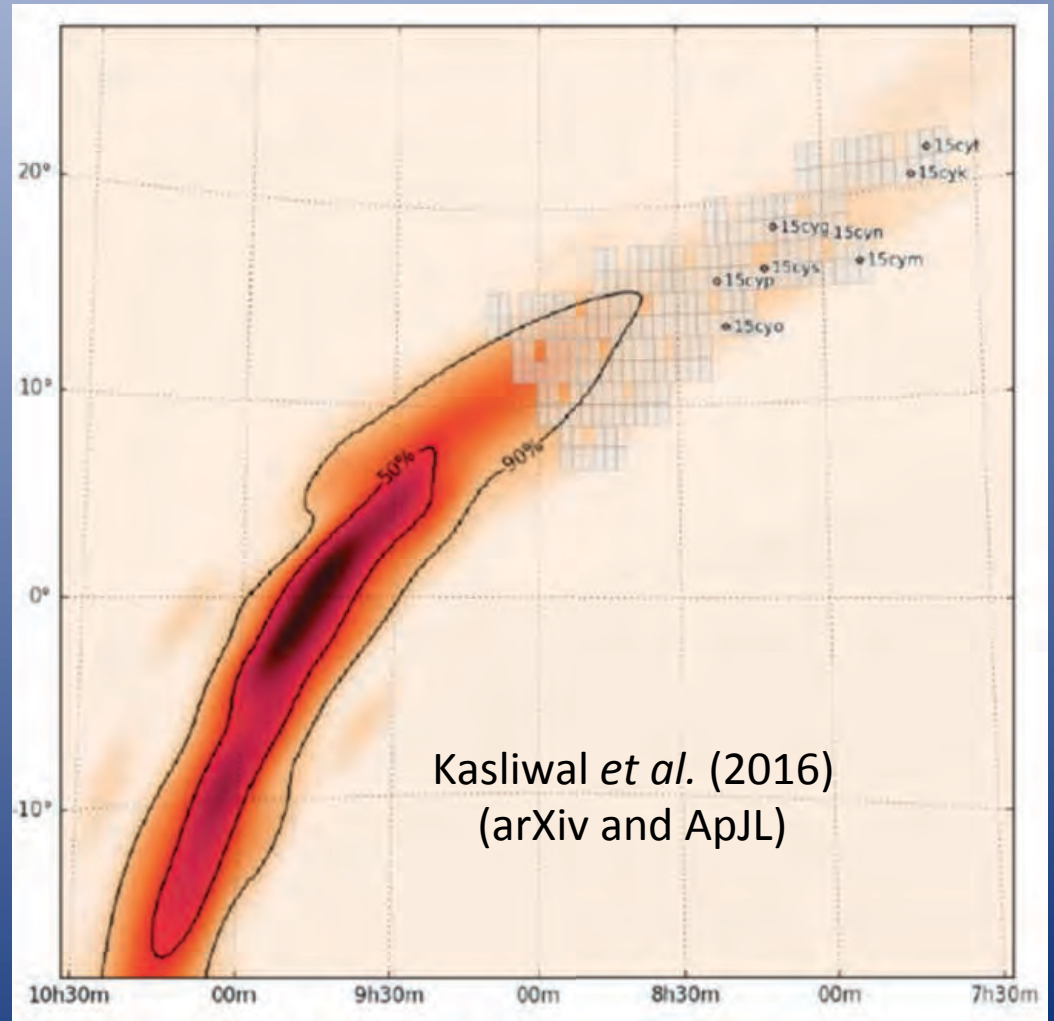 20°
15cyt
15cyk
15cyg 15cyn
15cys 15cym
15cyp
15cyo
10°
50%
90%
0°
-10°
Kasliwal et al. (2016)
(arXiv and ApJL)
10h30m 00m 9h30m 00m 8h30m 00m 7h30m